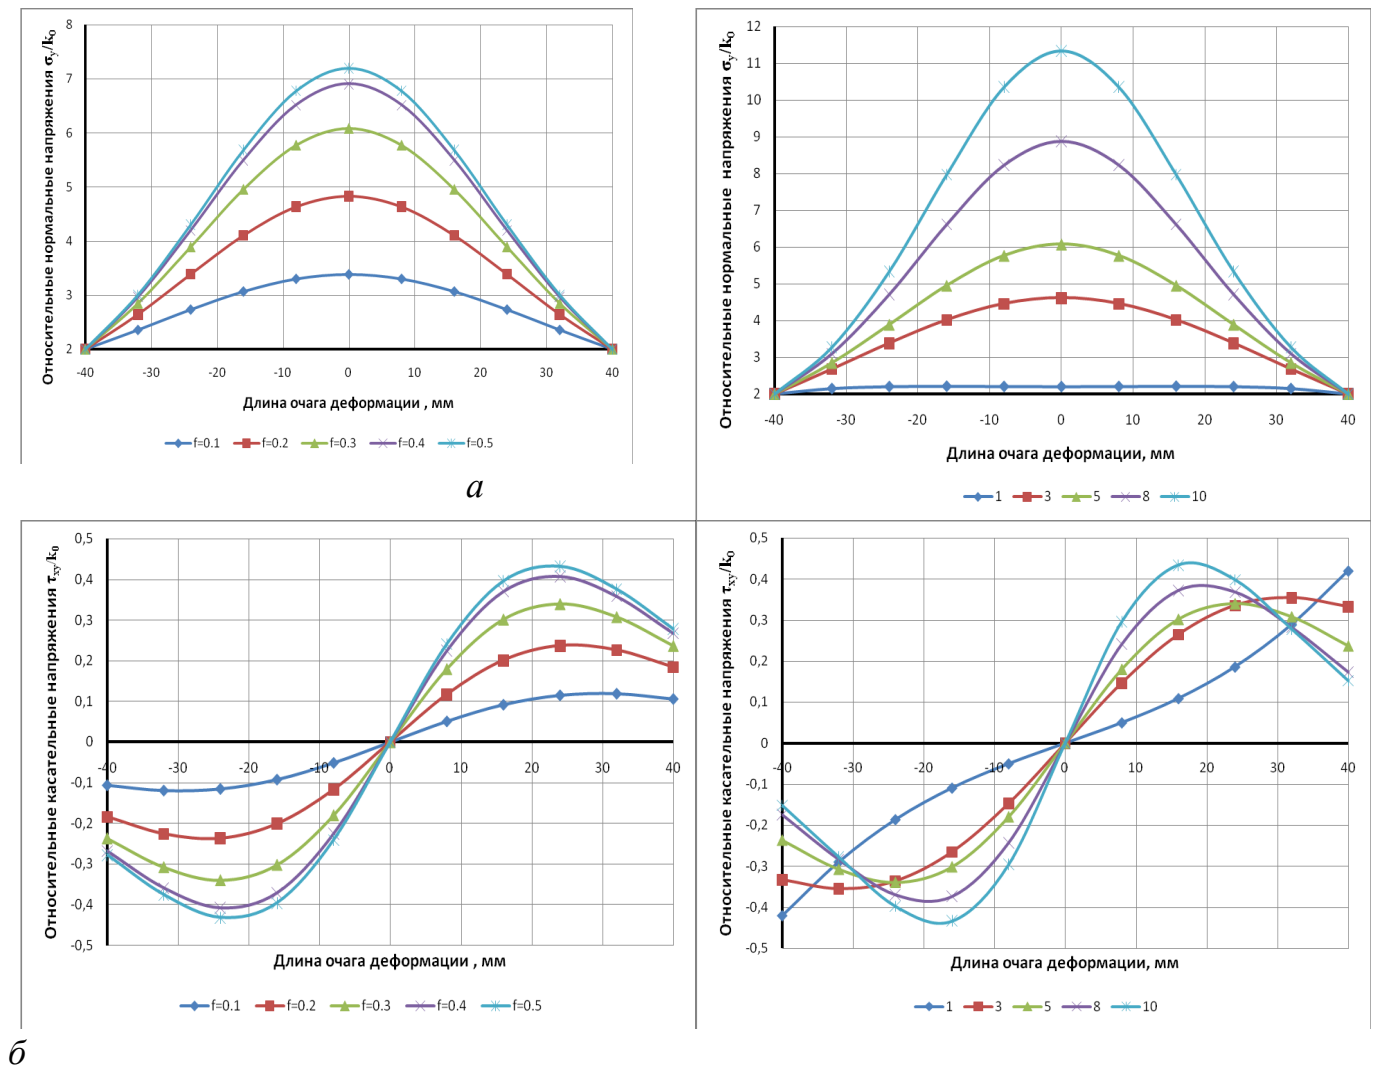 Относительные нормальные напряжения σy/k0
8
7
6
5
4
3
2
-40 -30 -20 -10 0 10 20 30 40
Длина очага деформации , мм
f=0.1 f=0.2 f=0.3 f=0.4 f=0.5
Относительные нормальные напряжения σy/k0
12
11
10
9
8
7
6
5
4
3
2
-40 -30 -20 -10 0 10 20 30 40
Длина очага деформации, мм
1 3 5 8 10
а
Относительные касательные напряжения τxy/k0
0,5
0,4
0,3
0,2
0,1
0
-0,1
-0,2
-0,3
-0,4
-0,5
-40 -30 -20 -10 0 10 20 30 40
Длина очага деформации , мм
f=0.1 f=0.2 f=0.3 f=0.4 f=0.5
Относительные касательные напряжения τxy/k0
0,5
0,4
0,3
0,2
0,1
0
-0,1
-0,2
-0,3
-0,4
-0,5
-40 -30 -20 -10 0 10 20 30 40
Длина очага деформации, мм
1 3 5 8 10
б